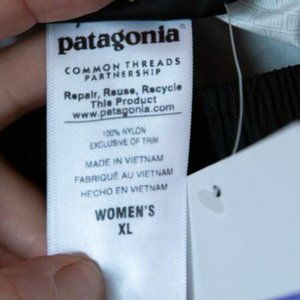 patagonia
COMMON THREADS
PARTNERSHIP
Repair, Reuse, Recycle
This Product
www.patagonia.com
100% NYLON
EXCLUSIVE OF TRIM
MADE IN VIETNAM
FABRIQUÉ AU VIETNAM
HECHO EN VIETNAM
WOMEN'S
XL